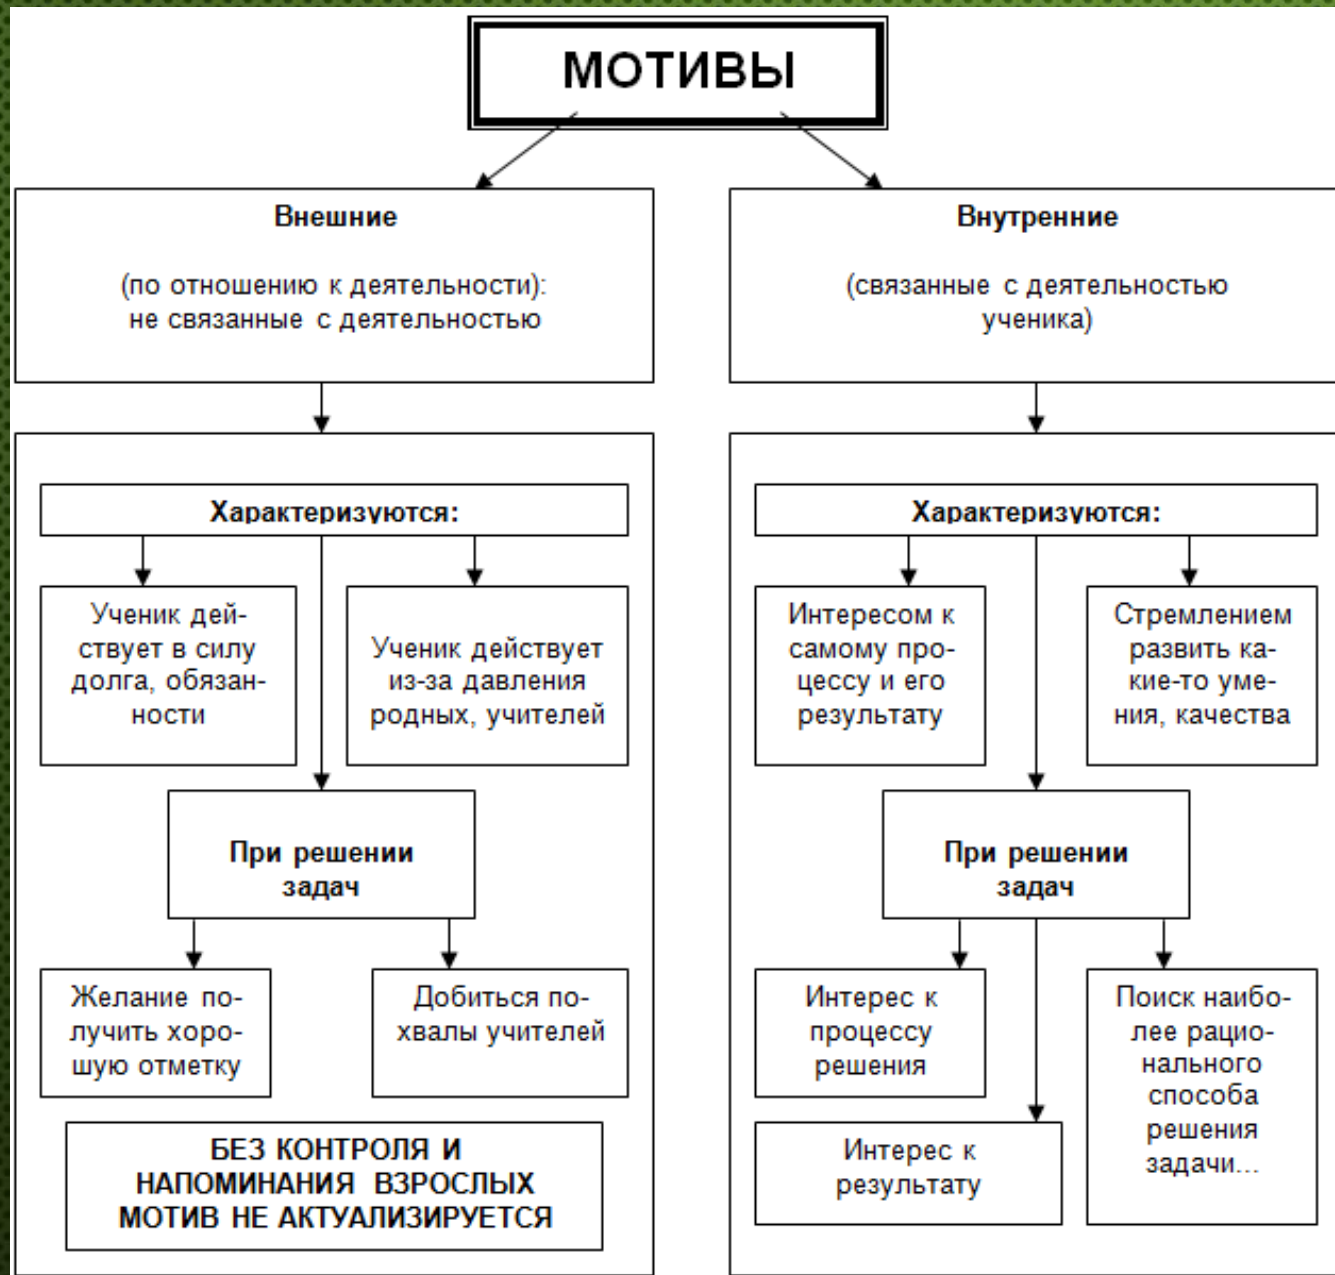 МОТИВЫ
Внешние
(по отношению к деятельности):
не связанные с деятельностью
Характеризуются:
Ученик дей-
ствует в силу
долга, обязан-
ности
Ученик действует
из-за давления
родных, учителей
При решении
задач
Желание по-
лучить хоро-
шую отметку
Добиться по-
хвалы учителей
БЕЗ КОНТРОЛЯ И
НАПОМИНАНИЯ ВЗРОСЛЫХ
МОТИВ НЕ АКТУАЛИЗИРУЕТСЯ
Внутренние
(связанные с деятельностью
ученика)
Характеризуются:
Интересом к
самому про-
цессу и его
результату
Стремлением
развить ка-
кие-то уме-
ния, качества
При решении
задач
Интерес к
процессу
решения
Интерес к
результату
Поиск наибо-
лее рацио-
нального
способа
решения
задачи...